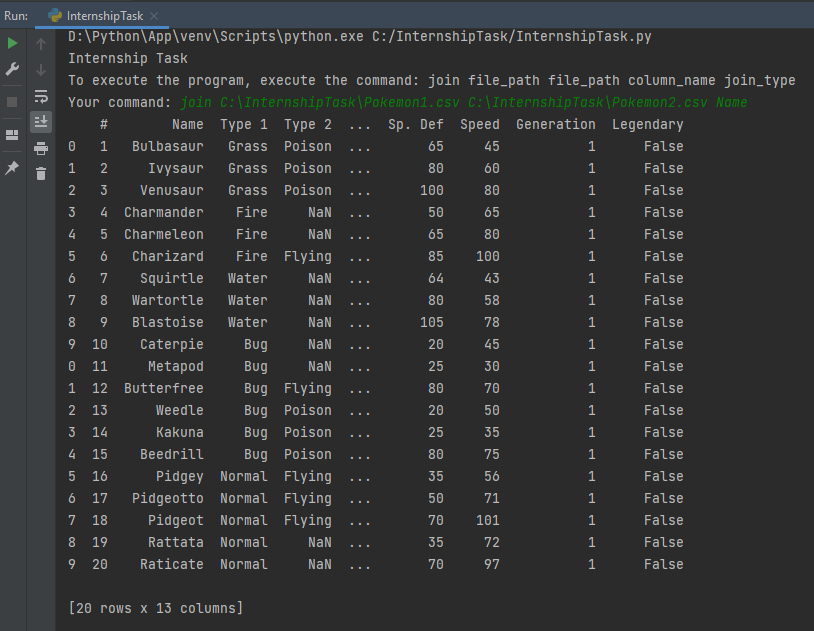 Run: InternshipTask
D:\Python\App\venv\Scripts\python.exe C:/InternshipTask/InternshipTask.py
Internship Task
To execute the program, execute the command: join file_path file_path column_name join_type
Your command: join C:\InternshipTask\Pokemon1.csv C:\InternshipTask\Pokemon2.csv Name
    #        Name  Type 1  Type 2  ...  Sp. Def  Speed  Generation  Legendary
0   1   Bulbasaur   Grass  Poison  ...       65     45           1      False
1   2     Ivysaur   Grass  Poison  ...       80     60           1      False
2   3    Venusaur   Grass  Poison  ...      100     80           1      False
3   4  Charmander    Fire     NaN  ...       50     65           1      False
4   5  Charmeleon    Fire     NaN  ...       65     80           1      False
5   6   Charizard    Fire  Flying  ...       85    100           1      False
6   7    Squirtle   Water     NaN  ...       64     43           1      False
7   8   Wartortle   Water     NaN  ...       80     58           1      False
8   9   Blastoise   Water     NaN  ...      105     78           1      False
9  10    Caterpie     Bug     NaN  ...       20     45           1      False
0  11     Metapod     Bug     NaN  ...       25     30           1      False
1  12  Butterfree     Bug  Flying  ...       80     70           1      False
2  13      Weedle     Bug  Poison  ...       20     50           1      False
3  14      Kakuna     Bug  Poison  ...       25     35           1      False
4  15    Beedrill     Bug  Poison  ...       80     75           1      False
5  16      Pidgey  Normal  Flying  ...       35     56           1      False
6  17   Pidgeotto  Normal  Flying  ...       50     71           1      False
7  18     Pidgeot  Normal  Flying  ...       70    101           1      False
8  19     Rattata  Normal     NaN  ...       35     72           1      False
9  20    Raticate  Normal     NaN  ...       70     97           1      False
[20 rows x 13 columns]